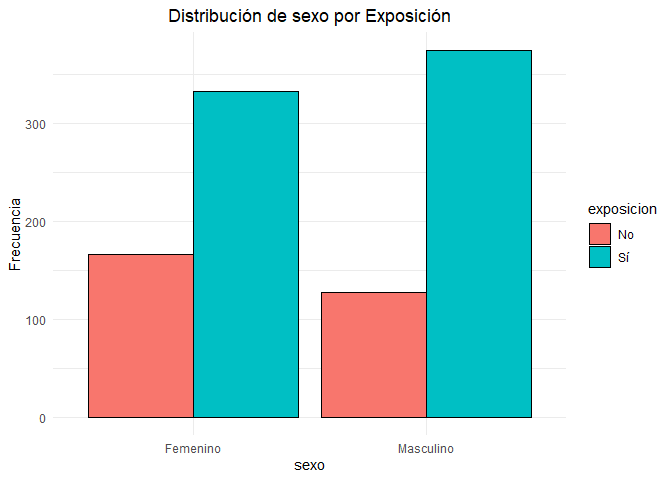 Distribución de sexo por Exposición
Frecuencia
300
200
100
0
Femenino
Masculino
sexo
exposicion
No
Sí